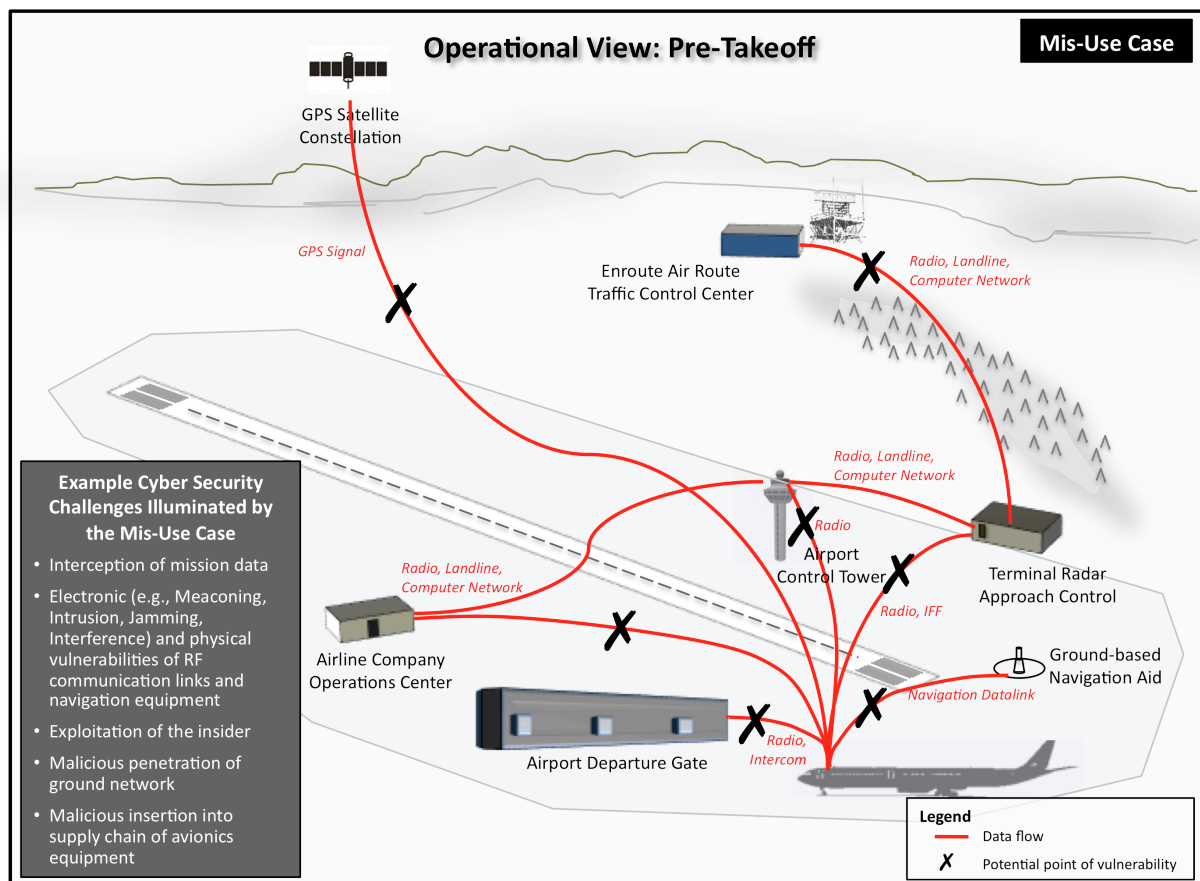 Operational View: Pre-Takeoff
Mis-Use Case
GPS Satellite
Constellation
GPS Signal
Enroute Air Route
Traffic Control Center
Radio, Landline,
Computer Network
Radio, Landline,
Computer Network
Radio
Airport
Control Tower
Terminal Radar
Approach Control
Radio, IFF
Radio, Landline,
Computer Network
Airline Company
Operations Center
Ground-based
Navigation Aid
Navigation Datalink
Airport Departure Gate
Radio,
Intercom
Example Cyber Security
Challenges Illuminated by
the Mis-Use Case
• Interception of mission data
• Electronic (e.g., Meaconing,
Intrusion, Jamming,
Interference) and physical
vulnerabilities of RF
communication links and
navigation equipment
• Exploitation of the insider
• Malicious penetration of
ground network
• Malicious insertion into
supply chain of avionics
equipment
Legend
Data flow
Potential point of vulnerability